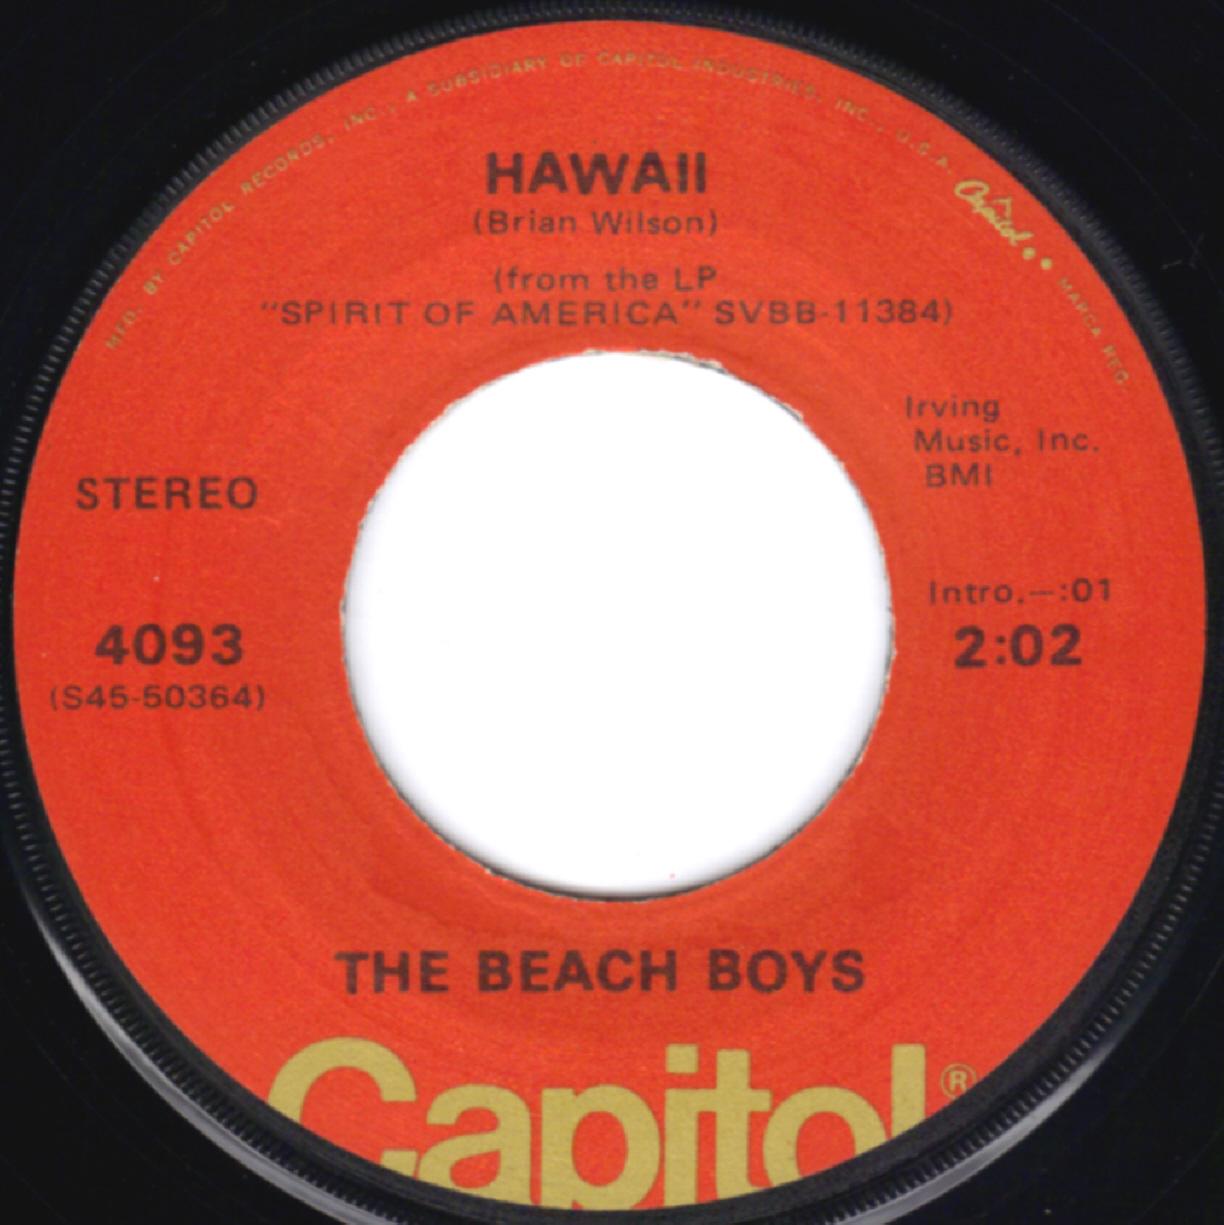 MFD. BY CAPITOL RECORDS, INC., A SUBSIDIARY OF CAPITOL INDUSTRIES, INC., U.S.A. Capitol MARCA REG.
HAWAII
(Brian Wilson)
(from the LP
"SPIRIT OF AMERICA" SVBB-11384)
Irving
Music, Inc.
BMI
STEREO
Intro.—:01
4093
2:02
(S45-50364)
THE BEACH BOYS
Capitol®